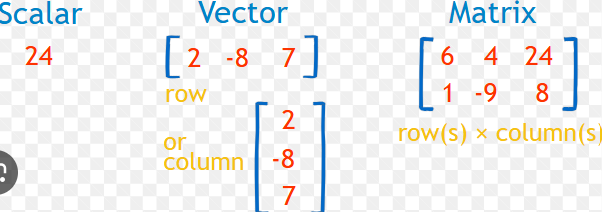 Scalar Vector Matrix
24
[2 -8 7]
row
or
column
2
-8
7
6 4 24
1 -9 8
row(s) × column(s)